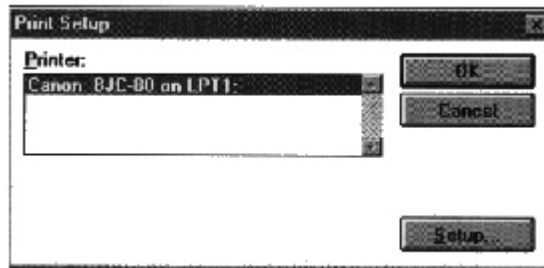 Print Setup
Printer:
Canon BJC-80 on LPT1:
OK
Cancel
Setup...